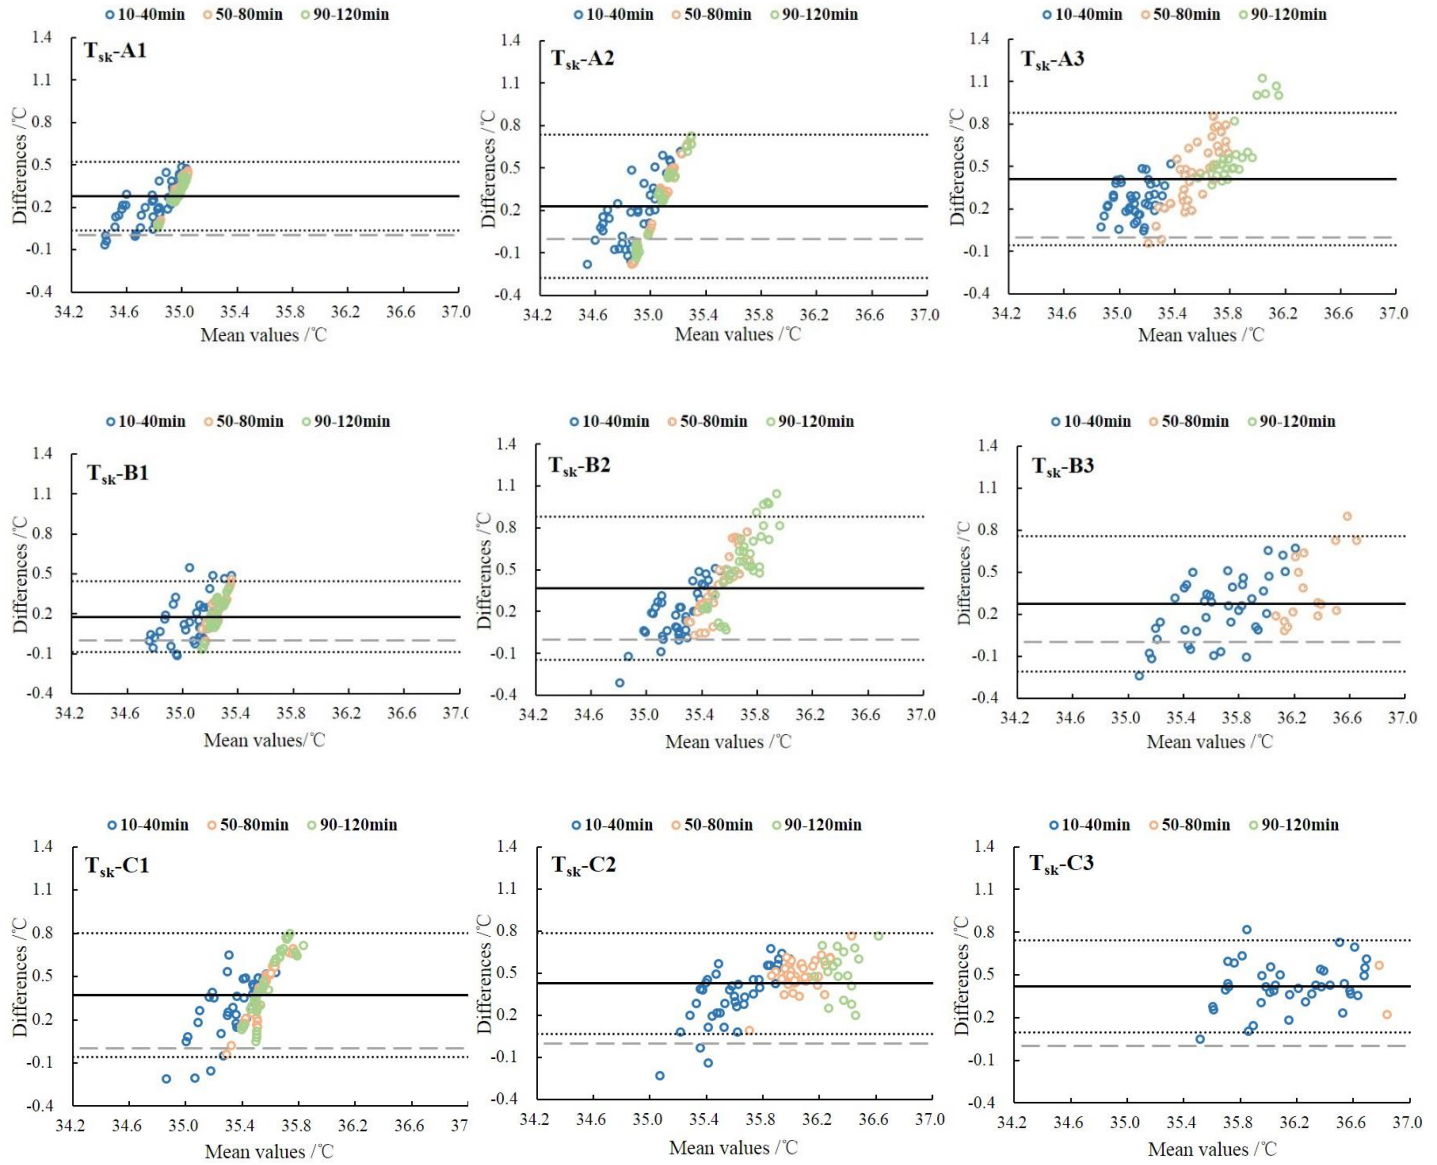 10-40min 50-80min 90-120min
T_sk-A1
Differences /℃
1.4
1.1
0.8
0.5
0.2
-0.1
-0.4
34.2 34.6 35.0 35.4 35.8 36.2 36.6 37.0
Mean values /℃
10-40min 50-80min 90-120min
T_sk-A2
Differences /℃
1.4
1.1
0.8
0.5
0.2
-0.1
-0.4
34.2 34.6 35.0 35.4 35.8 36.2 36.6 37.0
Mean values /℃
10-40min 50-80min 90-120min
T_sk-A3
Differences /℃
1.4
1.1
0.8
0.5
0.2
-0.1
-0.4
34.2 34.6 35.0 35.4 35.8 36.2 36.6 37.0
Mean values /℃
10-40min 50-80min 90-120min
T_sk-B1
Differences /℃
1.4
1.1
0.8
0.5
0.2
-0.1
-0.4
34.2 34.6 35.0 35.4 35.8 36.2 36.6 37.0
Mean values/℃
10-40min 50-80min 90-120min
T_sk-B2
Differences /℃
1.4
1.1
0.8
0.5
0.2
-0.1
-0.4
34.2 34.6 35.0 35.4 35.8 36.2 36.6 37.0
Mean values /℃
10-40min 50-80min 90-120min
T_sk-B3
Differences /℃
1.4
1.1
0.8
0.5
0.2
-0.1
-0.4
34.2 34.6 35.0 35.4 35.8 36.2 36.6 37.0
Mean values /℃
10-40min 50-80min 90-120min
T_sk-C1
Differences /℃
1.4
1.1
0.8
0.5
0.2
-0.1
-0.4
34.2 34.6 35.0 35.4 35.8 36.2 36.6 37
Mean values /℃
10-40min 50-80min 90-120min
T_sk-C2
Differences /℃
1.4
1.1
0.8
0.5
0.2
-0.1
-0.4
34.2 34.6 35.0 35.4 35.8 36.2 36.6 37.0
Mean values /℃
10-40min 50-80min 90-120min
T_sk-C3
Differences /℃
1.4
1.1
0.8
0.5
0.2
-0.1
-0.4
34.2 34.6 35.0 35.4 35.8 36.2 36.6 37.0
Mean values /℃